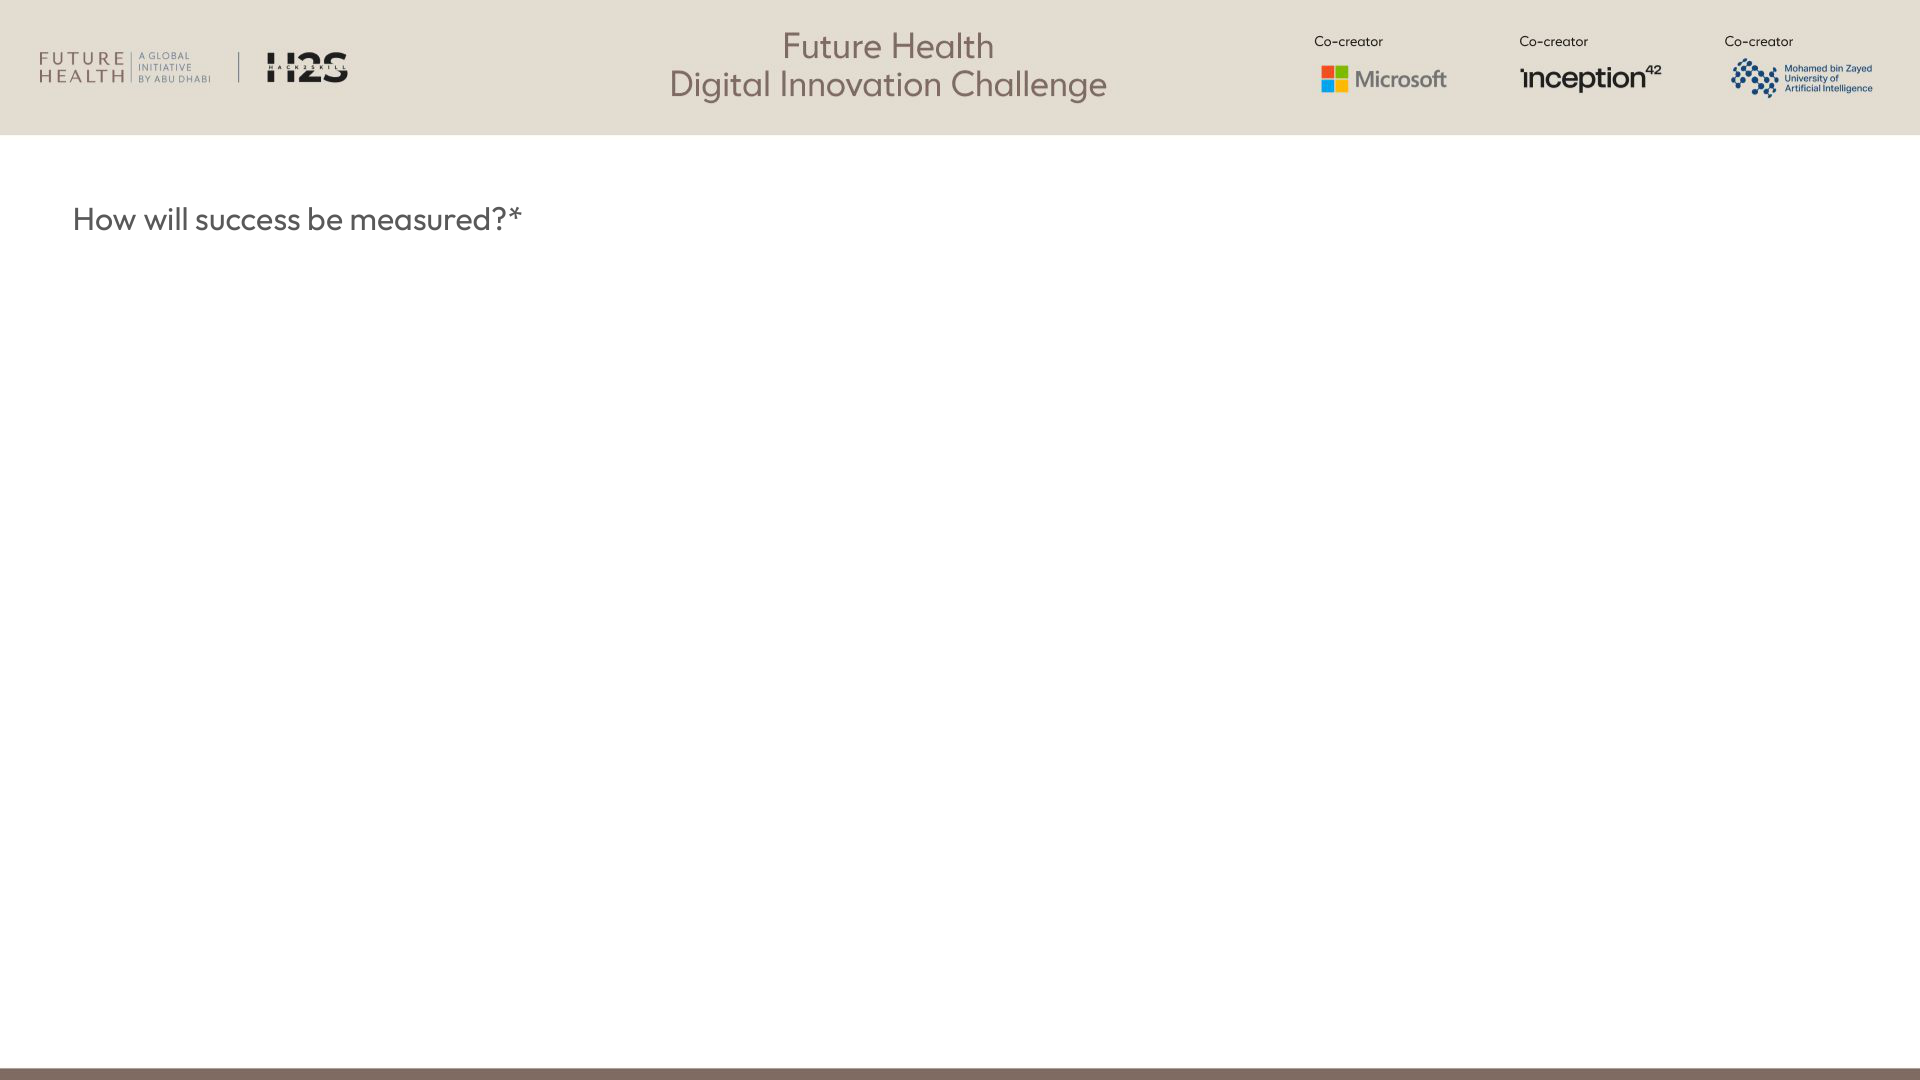 FUTURE HEALTH
A GLOBAL INITIATIVE BY ABU DHABI
H2S
HACK2SKILL
Future Health
Digital Innovation Challenge
Co-creator
Microsoft
Co-creator
inception42
Co-creator
Mohamed bin Zayed
University of
Artificial Intelligence
How will success be measured?*